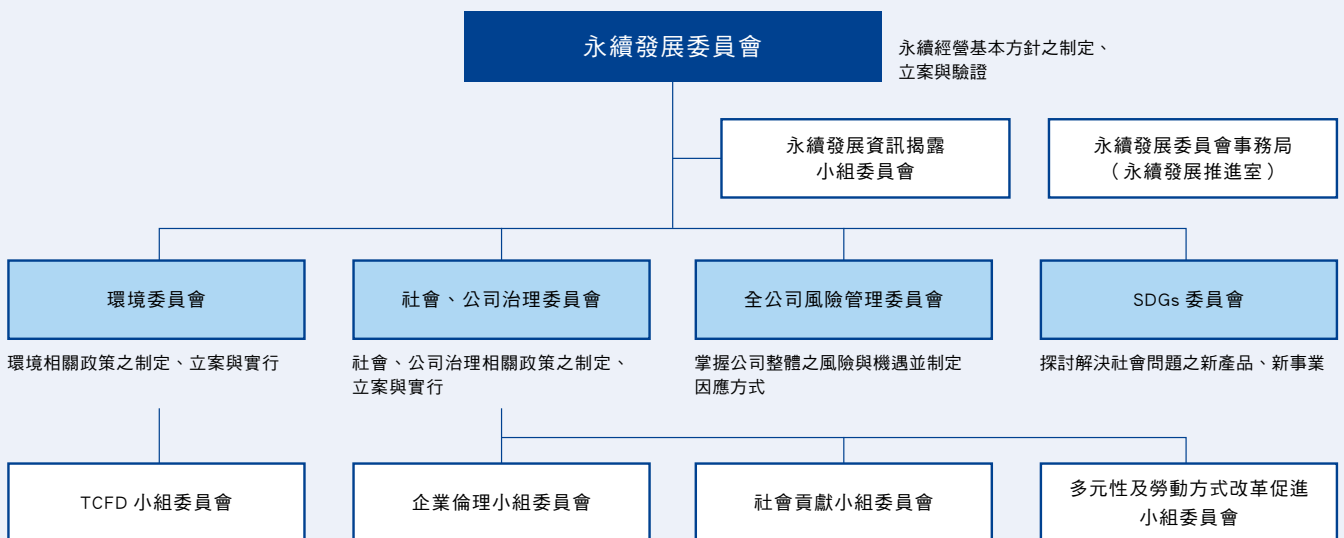 永續發展委員會
永續經營基本方針之制定、
立案與驗證
永續發展資訊揭露
小組委員會
永續發展委員會事務局
（永續發展推進室）
環境委員會
社會、公司治理委員會
全公司風險管理委員會
SDGs 委員會
環境相關政策之制定、立案與實行
社會、公司治理相關政策之制定、
立案與實行
掌握公司整體之風險與機遇並制定
因應方式
探討解決社會問題之新產品、新事業
TCFD 小組委員會
企業倫理小組委員會
社會貢獻小組委員會
多元性及勞動方式改革促進
小組委員會